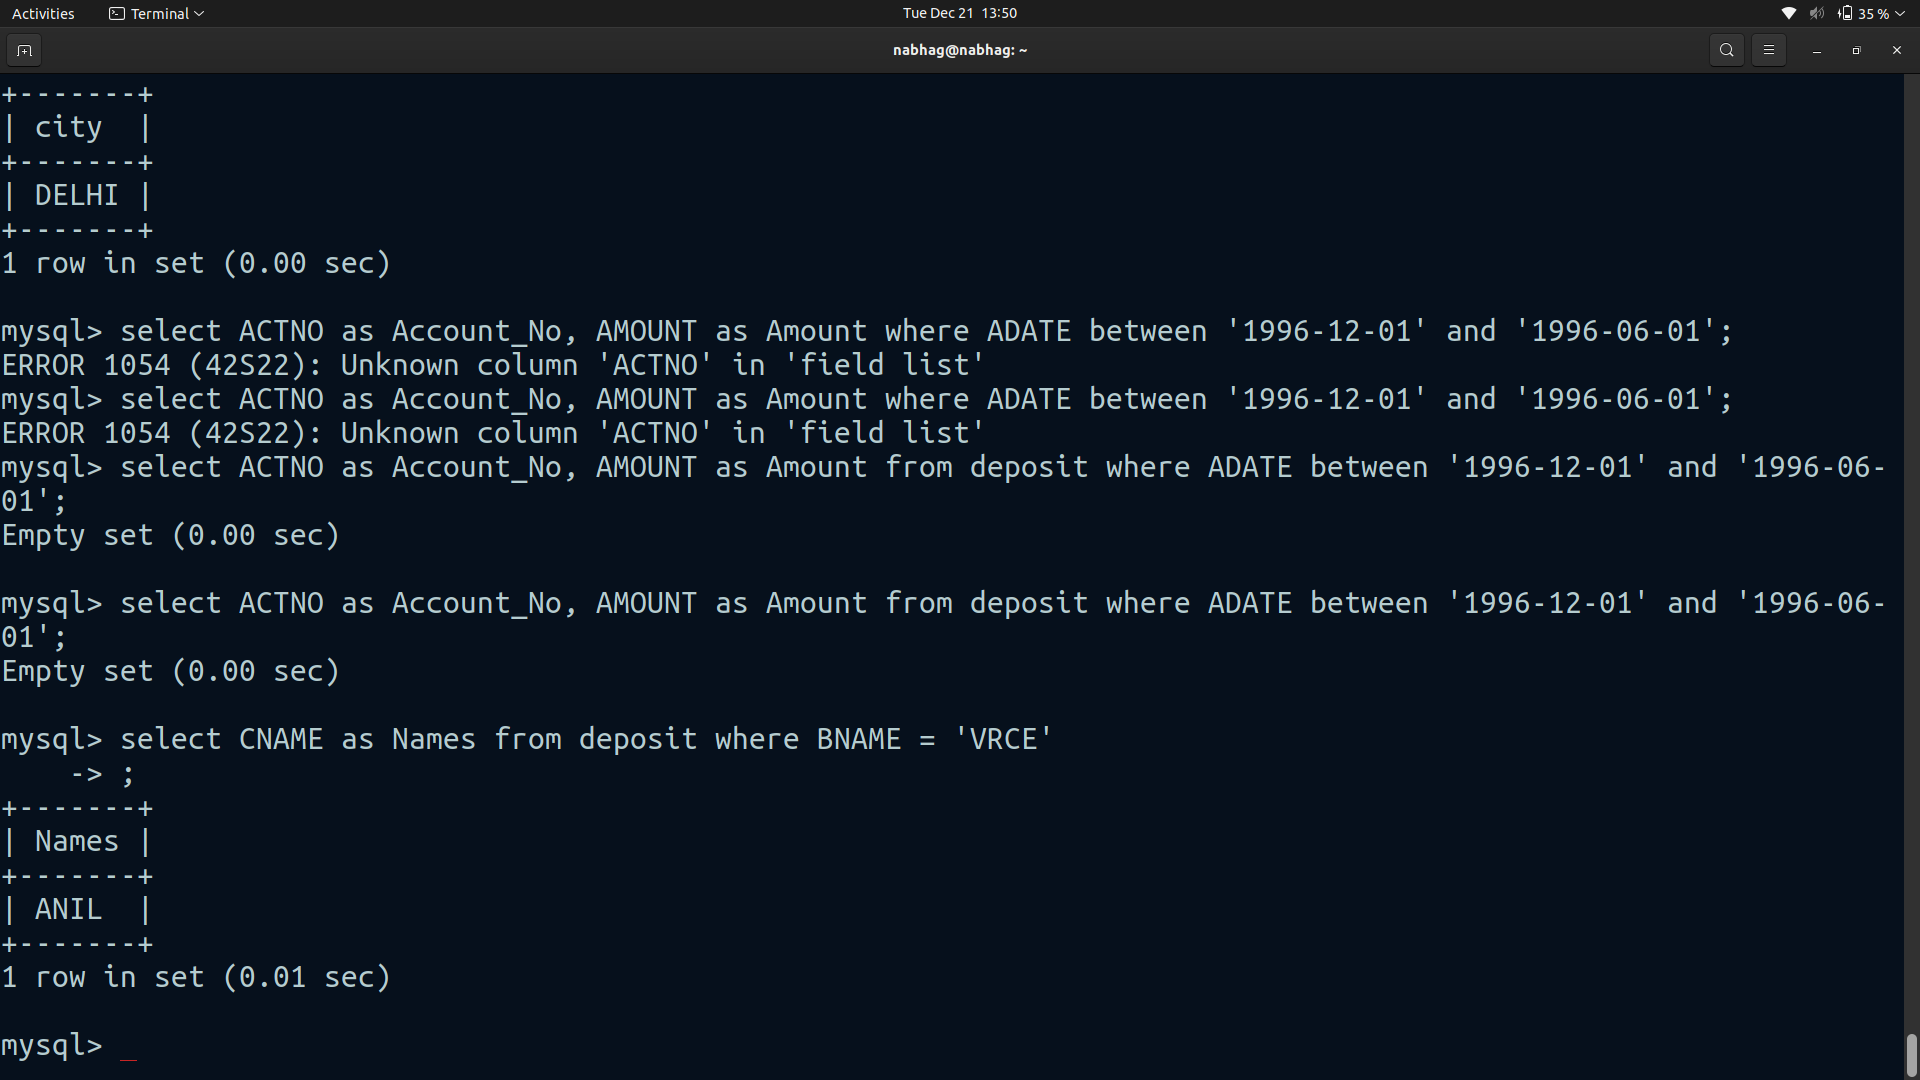 Activities Terminal Tue Dec 21 13:50 35 %
nabhag@nabhag: ~
+-------+
| city  |
+-------+
| DELHI |
+-------+
1 row in set (0.00 sec)

mysql> select ACTNO as Account_No, AMOUNT as Amount where ADATE between '1996-12-01' and '1996-06-01';
ERROR 1054 (42S22): Unknown column 'ACTNO' in 'field list'
mysql> select ACTNO as Account_No, AMOUNT as Amount where ADATE between '1996-12-01' and '1996-06-01';
ERROR 1054 (42S22): Unknown column 'ACTNO' in 'field list'
mysql> select ACTNO as Account_No, AMOUNT as Amount from deposit where ADATE between '1996-12-01' and '1996-06-
01';
Empty set (0.00 sec)

mysql> select ACTNO as Account_No, AMOUNT as Amount from deposit where ADATE between '1996-12-01' and '1996-06-
01';
Empty set (0.00 sec)

mysql> select CNAME as Names from deposit where BNAME = 'VRCE'
    -> ;
+-------+
| Names |
+-------+
| ANIL  |
+-------+
1 row in set (0.01 sec)

mysql> _